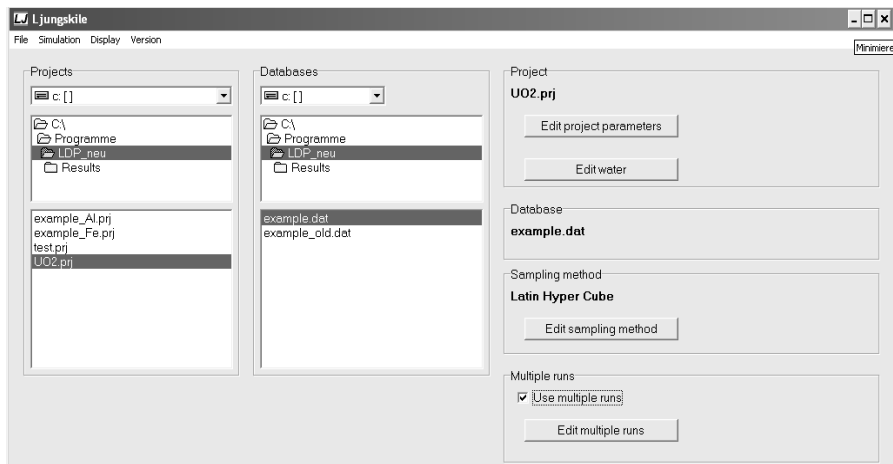 LJ Ljungskile
File Simulation Display Version
Minimiere
Projects
c: []
C:\
Programme
LDP_neu
Results
example_Al.prj
example_Fe.prj
test.prj
UO2.prj
Databases
c: []
C:\
Programme
LDP_neu
Results
example.dat
example_old.dat
Project
UO2.prj
Edit project parameters
Edit water
Database
example.dat
Sampling method
Latin Hyper Cube
Edit sampling method
Multiple runs
Use multiple runs
Edit multiple runs